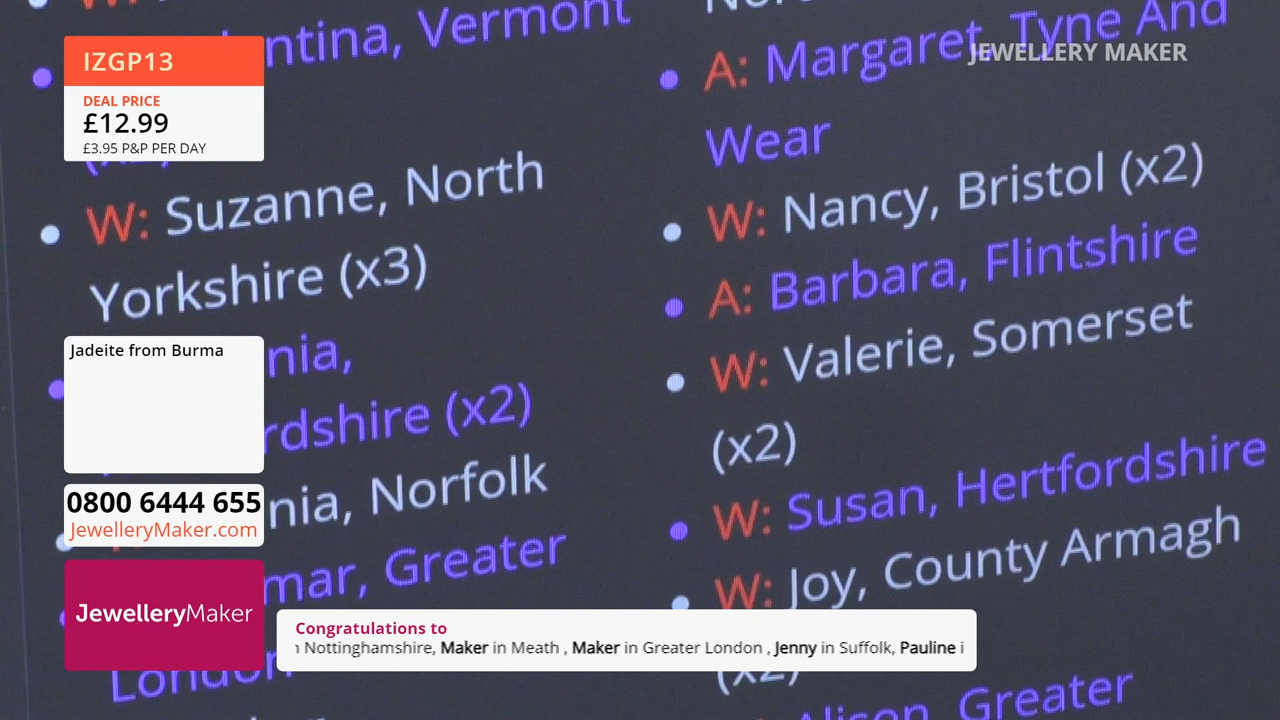 W:
ntina, Vermont
W: Suzanne, North
Yorkshire (x3)
nia,
rdshire (x2)
nia, Norfolk
mar, Greater
London
A: Margaret, Tyne And
Wear
W: Nancy, Bristol (x2)
A: Barbara, Flintshire
W: Valerie, Somerset
(x2)
W: Susan, Hertfordshire
W: Joy, County Armagh
(x2)
Alison, Greater
JEWELLERY MAKER
IZGP13
DEAL PRICE
£12.99
£3.95 P&P PER DAY
Jadeite from Burma
0800 6444 655
JewelleryMaker.com
JewelleryMaker
Congratulations to
n Nottinghamshire, Maker in Meath , Maker in Greater London , Jenny in Suffolk, Pauline i